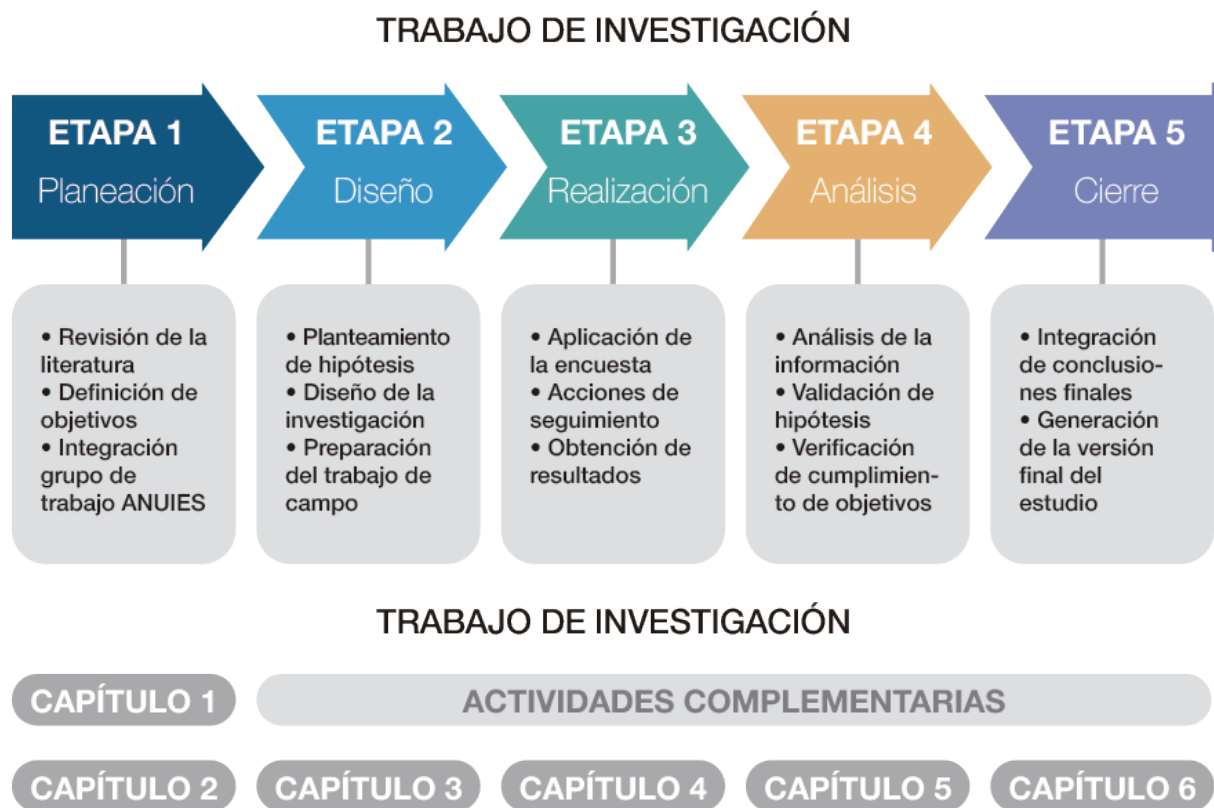 TRABAJO DE INVESTIGACIÓN
ETAPA 1
Planeación
ETAPA 2
Diseño
ETAPA 3
Realización
ETAPA 4
Análisis
ETAPA 5
Cierre
• Revisión de la
literatura
• Definición de
objetivos
• Integración
grupo de
trabajo ANUIES
• Planteamiento
de hipótesis
• Diseño de la
investigación
• Preparación
del trabajo de
campo
• Aplicación de
la encuesta
• Acciones de
seguimiento
• Obtención de
resultados
• Análisis de la
información
• Validación de
hipótesis
• Verificación
de cumplimien-
to de objetivos
• Integración
de conclusio-
nes finales
• Generación
de la versión
final del
estudio
TRABAJO DE INVESTIGACIÓN
CAPÍTULO 1
ACTIVIDADES COMPLEMENTARIAS
CAPÍTULO 2
CAPÍTULO 3
CAPÍTULO 4
CAPÍTULO 5
CAPÍTULO 6